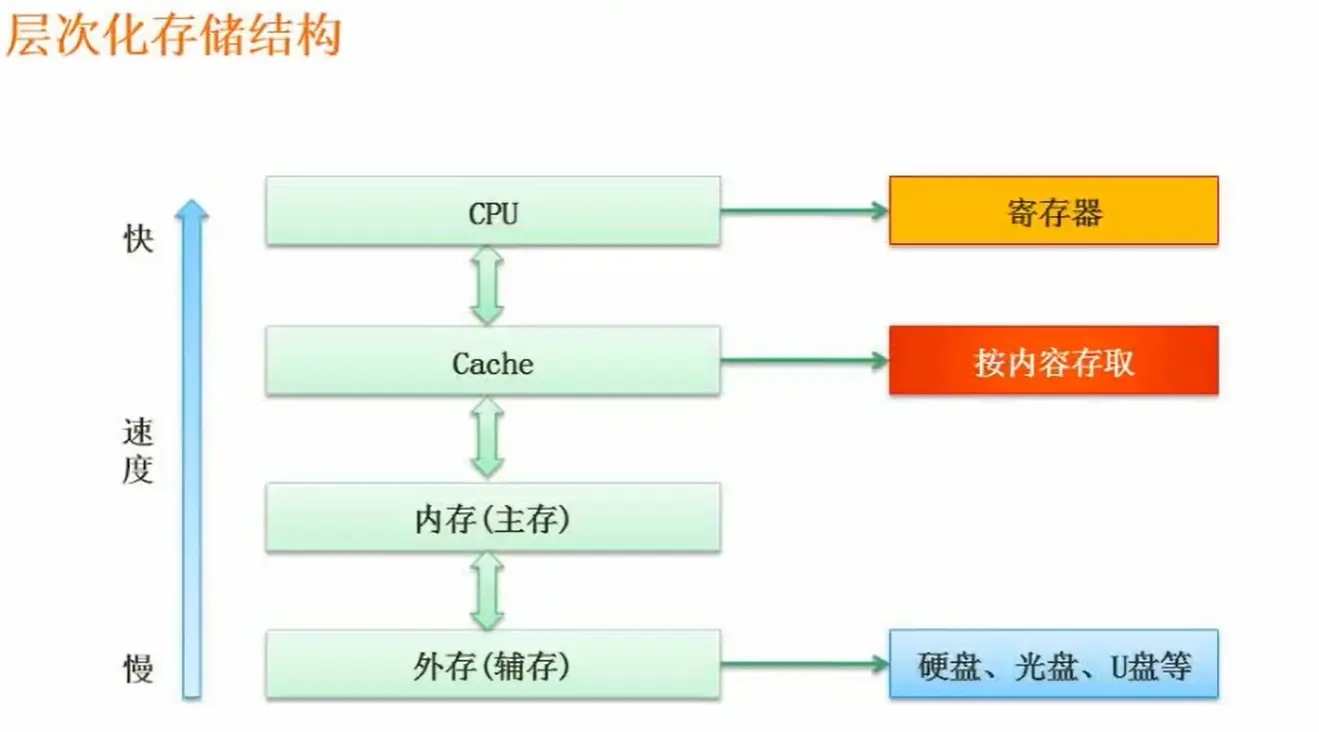 层次化存储结构
快
CPU
寄存器
Cache
按内容存取
速度
内存(主存)
慢
外存(辅存)
硬盘、光盘、U盘等